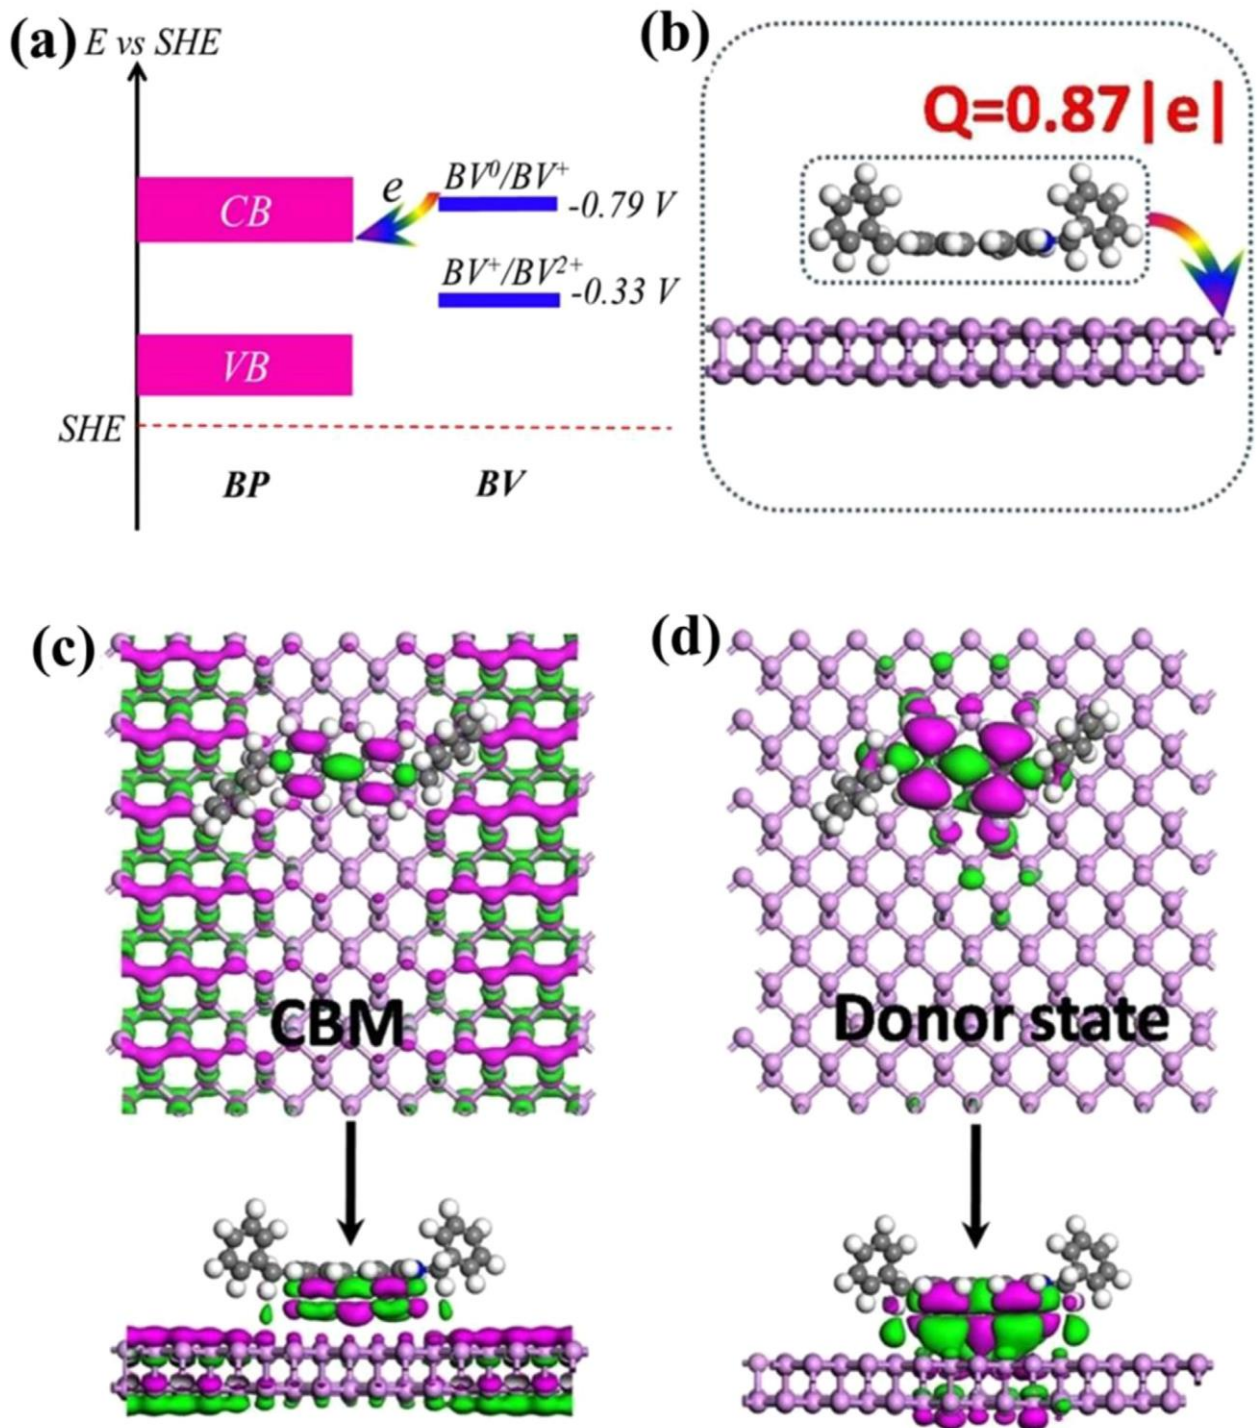 (a) E vs SHE
CB
e
BV⁰/BV⁺
-0.79 V
BV⁺/BV²⁺
-0.33 V
VB
SHE
BP
BV
(b)
Q=0.87|e|
(c)
CBM
(d)
Donor state